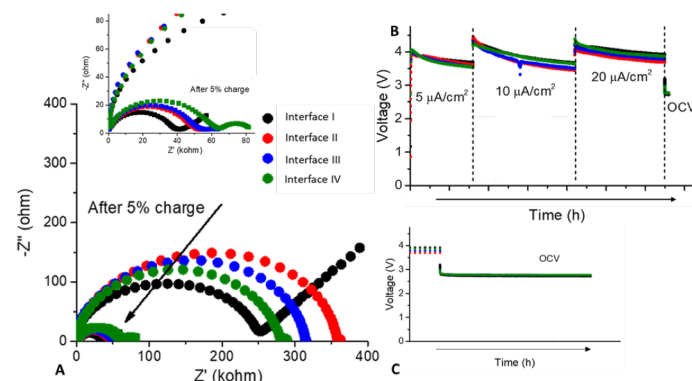 80
60
40
20
0
-Z" (ohm)
After 5% charge
0 20 40 60 80
Z' (kohm)
Interface I
Interface II
Interface III
Interface IV
400
300
200
100
0
-Z" (ohm)
After 5% charge
0 100 200 300 400
Z' (kohm)
A
B
5
4
3
2
1
0
Voltage (V)
5 µA/cm²
10 µA/cm²
20 µA/cm²
OCV
Time (h)
5
4
3
2
1
0
Voltage (V)
OCV
Time (h)
C